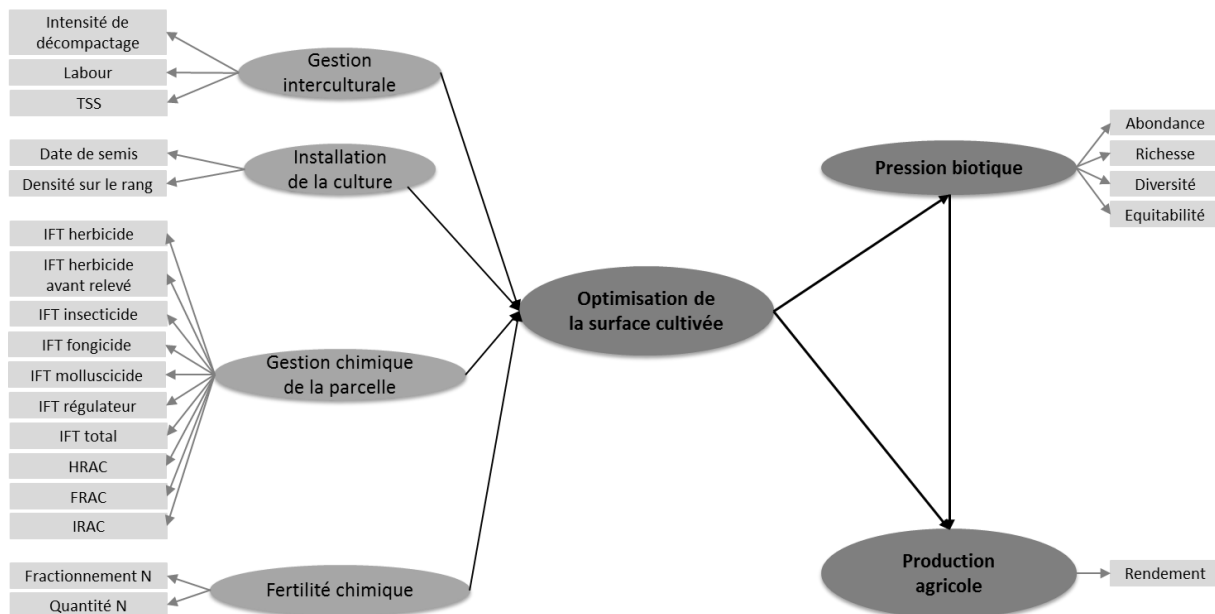 Intensité de
décompactage
Labour
TSS
Gestion
interculturale
Date de semis
Densité sur le rang
Installation
de la culture
IFT herbicide
IFT herbicide
avant relevé
IFT insecticide
IFT fongicide
IFT molluscicide
IFT régulateur
IFT total
HRAC
FRAC
IRAC
Gestion chimique
de la parcelle
Fractionnement N
Quantité N
Fertilité chimique
Optimisation de
la surface cultivée
Pression biotique
Abondance
Richesse
Diversité
Equitabilité
Production
agricole
Rendement